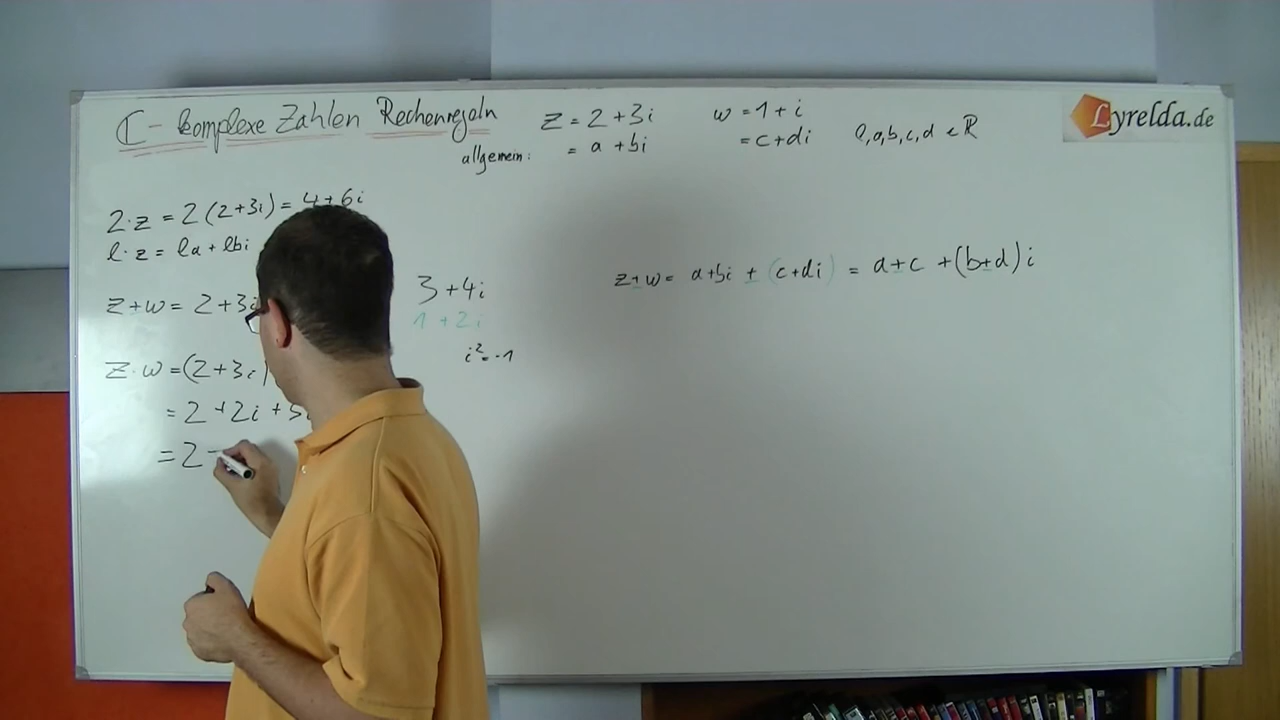 ℂ - komplexe Zahlen Rechenregeln
z = 2 + 3i
w = 1 + i
allgemein: = a + bi
= c + di
l,a,b,c,d ∈ ℝ
Lyrelda.de
2·z = 2(2+3i) = 4+6i
l·z = la + lbi
z+w = 2+3i
3+4i
1+2i
z·w = (2+3i)
i² = -1
= 2 + 2i + 3i
= 2
z±w = a+bi ± (c+di) = a±c + (b±d)i